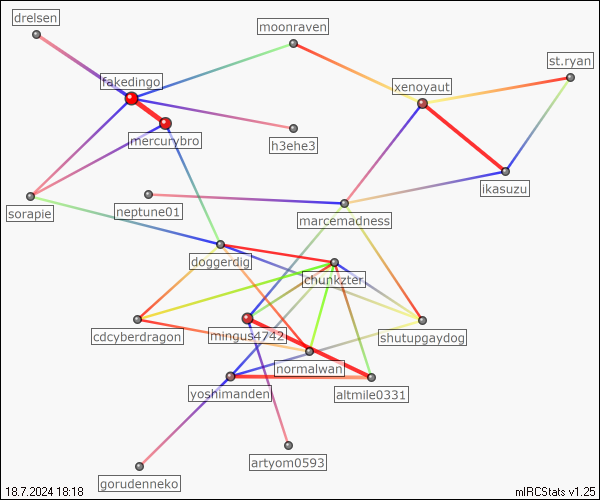 drelsen
moonraven
st.ryan
fakedingo
xenoyaut
mercurybro
h3ehe3
ikasuzu
sorapie
neptune01
marcemadness
doggerdig
chunkzter
cdcyberdragon
mingus4742
shutupgaydog
normalwan
yoshimanden
altmile0331
artyom0593
gorudenneko
18.7.2024 18:18
mIRCStats v1.25